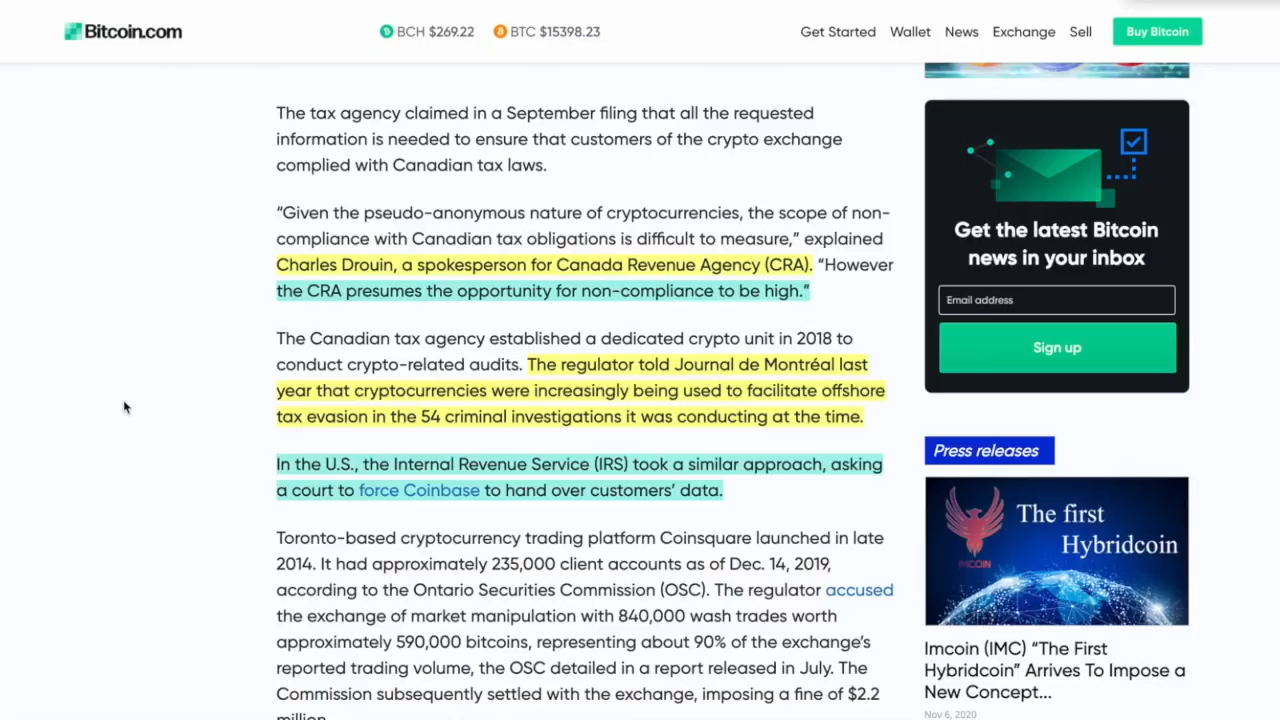 Bitcoin.com
BCH $269.22
BTC $15398.23
Get Started
Wallet
News
Exchange
Sell
Buy Bitcoin
The tax agency claimed in a September filing that all the requested
information is needed to ensure that customers of the crypto exchange
complied with Canadian tax laws.
“Given the pseudo-anonymous nature of cryptocurrencies, the scope of non-
compliance with Canadian tax obligations is difficult to measure,” explained
Charles Drouin, a spokesperson for Canada Revenue Agency (CRA). “However
the CRA presumes the opportunity for non-compliance to be high.”
The Canadian tax agency established a dedicated crypto unit in 2018 to
conduct crypto-related audits. The regulator told Journal de Montréal last
year that cryptocurrencies were increasingly being used to facilitate offshore
tax evasion in the 54 criminal investigations it was conducting at the time.
In the U.S., the Internal Revenue Service (IRS) took a similar approach, asking
a court to force Coinbase to hand over customers’ data.
Toronto-based cryptocurrency trading platform Coinsquare launched in late
2014. It had approximately 235,000 client accounts as of Dec. 14, 2019,
according to the Ontario Securities Commission (OSC). The regulator accused
the exchange of market manipulation with 840,000 wash trades worth
approximately 590,000 bitcoins, representing about 90% of the exchange’s
reported trading volume, the OSC detailed in a report released in July. The
Commission subsequently settled with the exchange, imposing a fine of $2.2
million.
Get the latest Bitcoin
news in your inbox
Email address
Sign up
Press releases
The first
Hybridcoin
IMCOIN
Imcoin (IMC) “The First
Hybridcoin” Arrives To Impose a
New Concept...
Nov 6, 2020